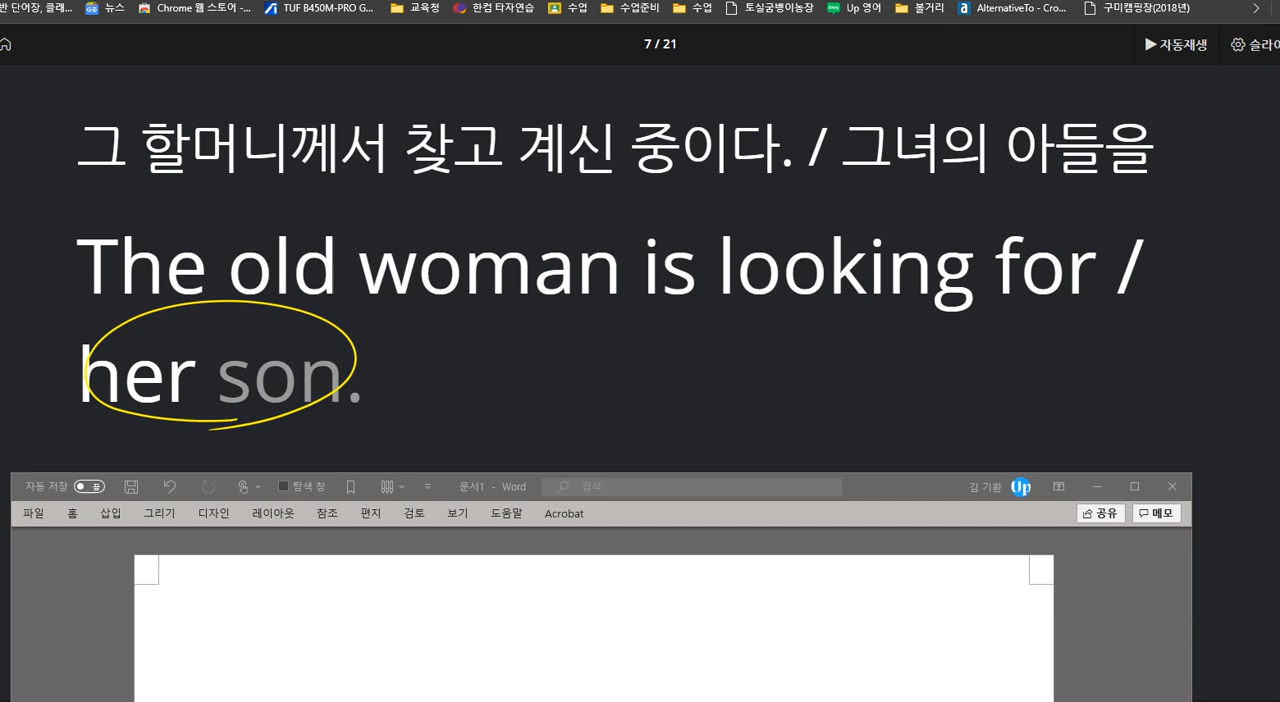 반 단어장, 클래... 뉴스 Chrome 웹 스토어 -... TUF B450M-PRO G... 교육청 한컴 타자연습 수업 수업준비 수업 토실굼벵이농장 Up 영어 볼거리 AlternativeTo - Cro... 구미캠핑장(2018년)
7 / 21 자동재생 슬라이
그 할머니께서 찾고 계신 중이다. / 그녀의 아들을
The old woman is looking for /
her son.
자동 저장 끔 탐색 창 문서1 - Word 검색 김 기환 Up
파일 홈 삽입 그리기 디자인 레이아웃 참조 편지 검토 보기 도움말 Acrobat 공유 메모